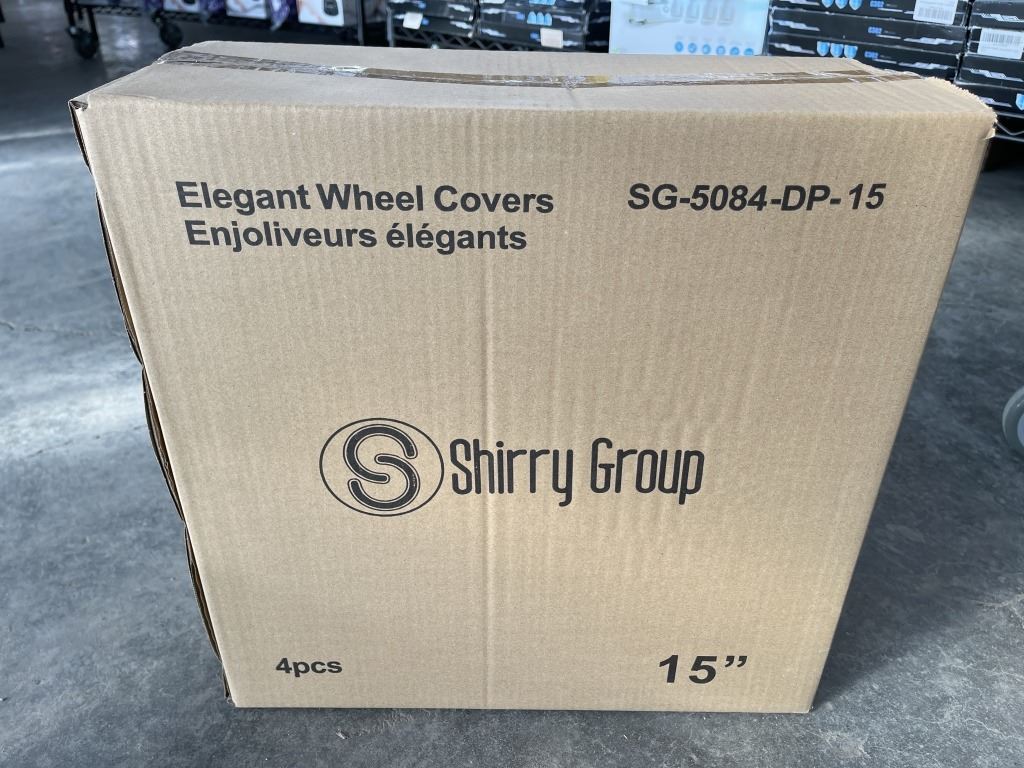 Elegant Wheel Covers
Enjoliveurs élégants
SG-5084-DP-15
Shirry Group
4pcs
15”